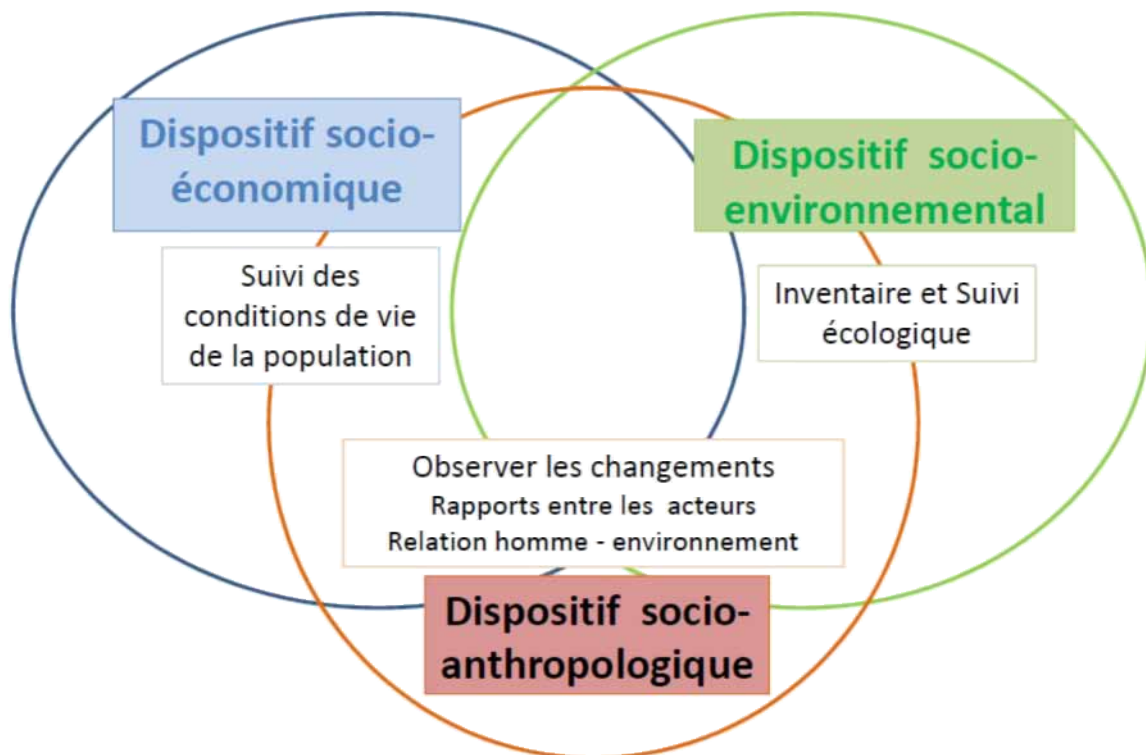 Dispositif socio-
économique
Suivi des
conditions de vie
de la population
Dispositif socio-
environnemental
Inventaire et Suivi
écologique
Observer les changements
Rapports entre les acteurs
Relation homme - environnement
Dispositif socio-
anthropologique